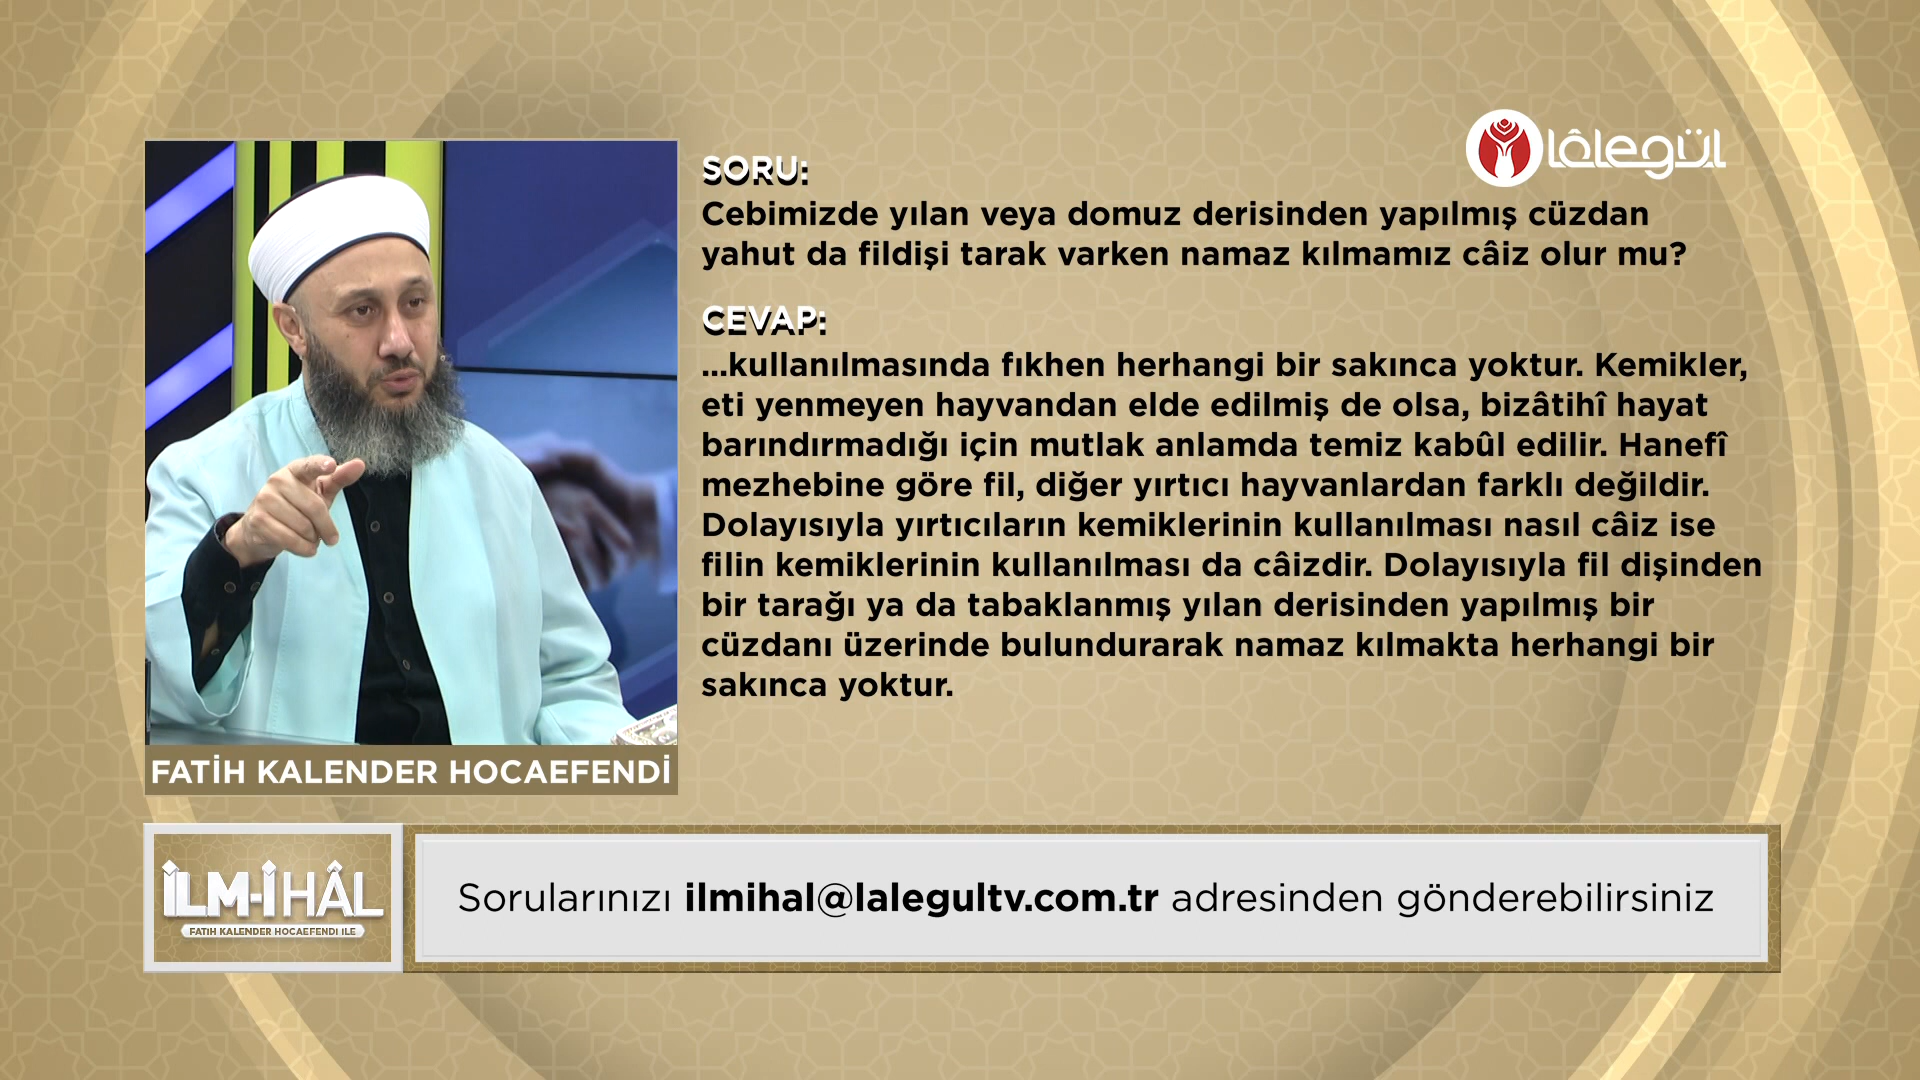 lâlegül
SORU:
Cebimizde yılan veya domuz derisinden yapılmış cüzdan
yahut da fildişi tarak varken namaz kılmamız câiz olur mu?
CEVAP:
...kullanılmasında fıkhen herhangi bir sakınca yoktur. Kemikler,
eti yenmeyen hayvandan elde edilmiş de olsa, bizâtihî hayat
barındırmadığı için mutlak anlamda temiz kabûl edilir. Hanefî
mezhebine göre fil, diğer yırtıcı hayvanlardan farklı değildir.
Dolayısıyla yırtıcıların kemiklerinin kullanılması nasıl câiz ise
filin kemiklerinin kullanılması da câizdir. Dolayısıyla fil dişinden
bir tarağı ya da tabaklanmış yılan derisinden yapılmış bir
cüzdanı üzerinde bulundurarak namaz kılmakta herhangi bir
sakınca yoktur.
FATİH KALENDER HOCAEFENDİ
İLM-İ HÂL
FATİH KALENDER HOCAEFENDİ İLE
Sorularınızı ilmihal@lalegultv.com.tr adresinden gönderebilirsiniz